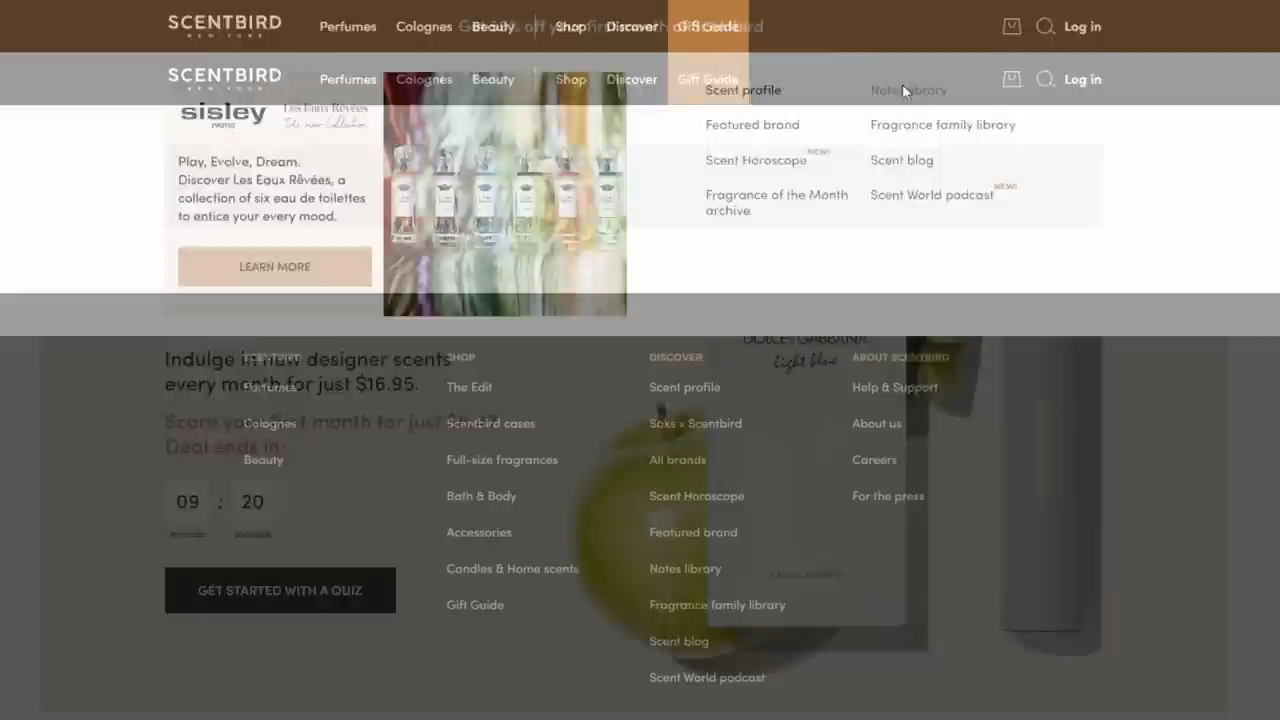 SCENTBIRD Perfumes Colognes Beauty Shop Discover Gift Guide Log in
NEW YORK
SCENTBIRD Perfumes Colognes Beauty Shop Discover Gift Guide Log in
Scent profile
Featured brand
Scent Horoscope NEW!
Fragrance of the Month
archive
Notes library
Fragrance family library
Scent blog
Scent World podcast NEW!
sisley
PARIS
Les Eaux Rêvées
The new Collection
Play, Evolve, Dream.
Discover Les Eaux Rêvées, a
collection of six eau de toilettes
to entice your every mood.
LEARN MORE
Indulge in new designer scents
every month for just $16.95.
Score your first month for just
Deal ends in:
09 : 20
GET STARTED WITH A QUIZ
SCENTBIRD
Perfumes
Colognes
Beauty
SHOP
The Edit
Scentbird cases
Full-size fragrances
Bath & Body
Accessories
Candles & Home scents
Gift Guide
DISCOVER
Scent profile
Saks x Scentbird
All brands
Scent Horoscope
Featured brand
Notes library
Fragrance family library
Scent blog
Scent World podcast
ABOUT SCENTBIRD
Help & Support
About us
Careers
For the press
DOLCE & GABBANA
light blue